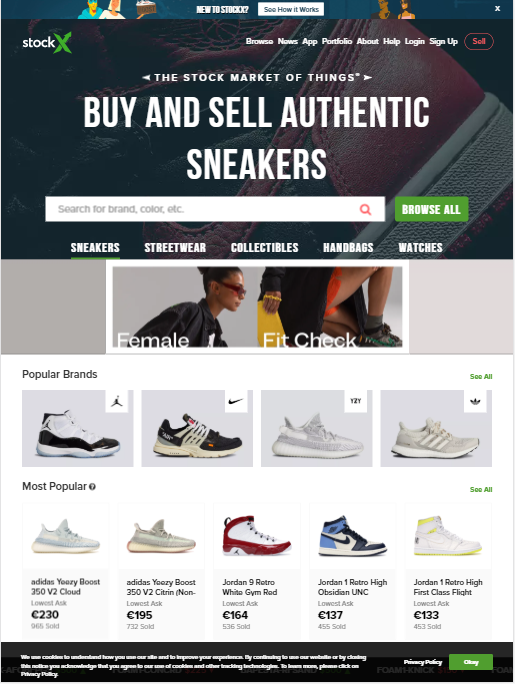 NEW TO STOCKX? See How it Works x
stockX
Browse News App Portfolio About Help Login Sign Up Sell
THE STOCK MARKET OF THINGS™
BUY AND SELL AUTHENTIC
SNEAKERS
Search for brand, color, etc. BROWSE ALL
SNEAKERS STREETWEAR COLLECTIBLES HANDBAGS WATCHES
Female Fit Check
Popular Brands See All
YZY
Most Popular ? See All
adidas Yeezy Boost
350 V2 Cloud
Lowest Ask
€230
965 Sold
adidas Yeezy Boost
350 V2 Citrin (Non-
Lowest Ask
€195
732 Sold
Jordan 9 Retro
White Gym Red
Lowest Ask
€164
536 Sold
Jordan 1 Retro High
Obsidian UNC
Lowest Ask
€137
455 Sold
Jordan 1 Retro High
First Class Flight
Lowest Ask
€133
453 Sold
We use cookies to understand how you use our site and to improve your experience. By continuing to use our website or by closing
this notice you acknowledge that you agree to our use of cookies and other tracking technologies. To learn more, please click on
Privacy Policy.
Privacy Policy Okay